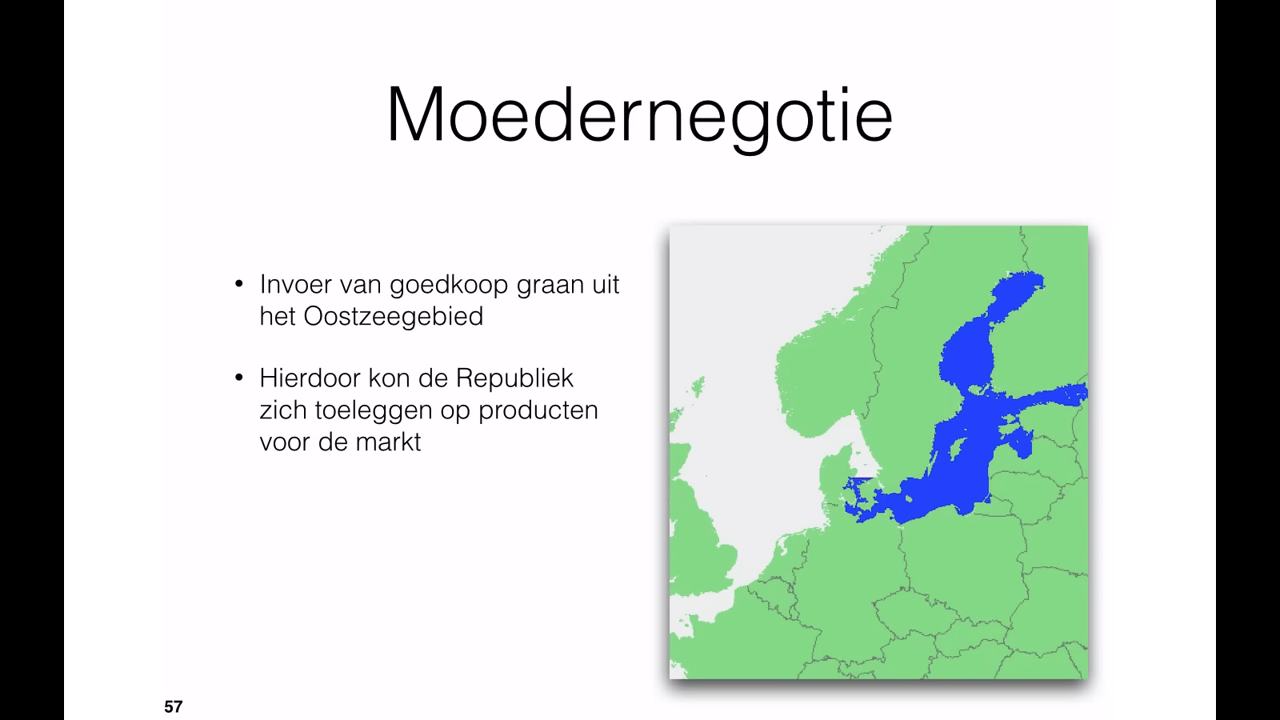 Moedernegotie
• Invoer van goedkoop graan uit
het Oostzeegebied
• Hierdoor kon de Republiek
zich toeleggen op producten
voor de markt
57